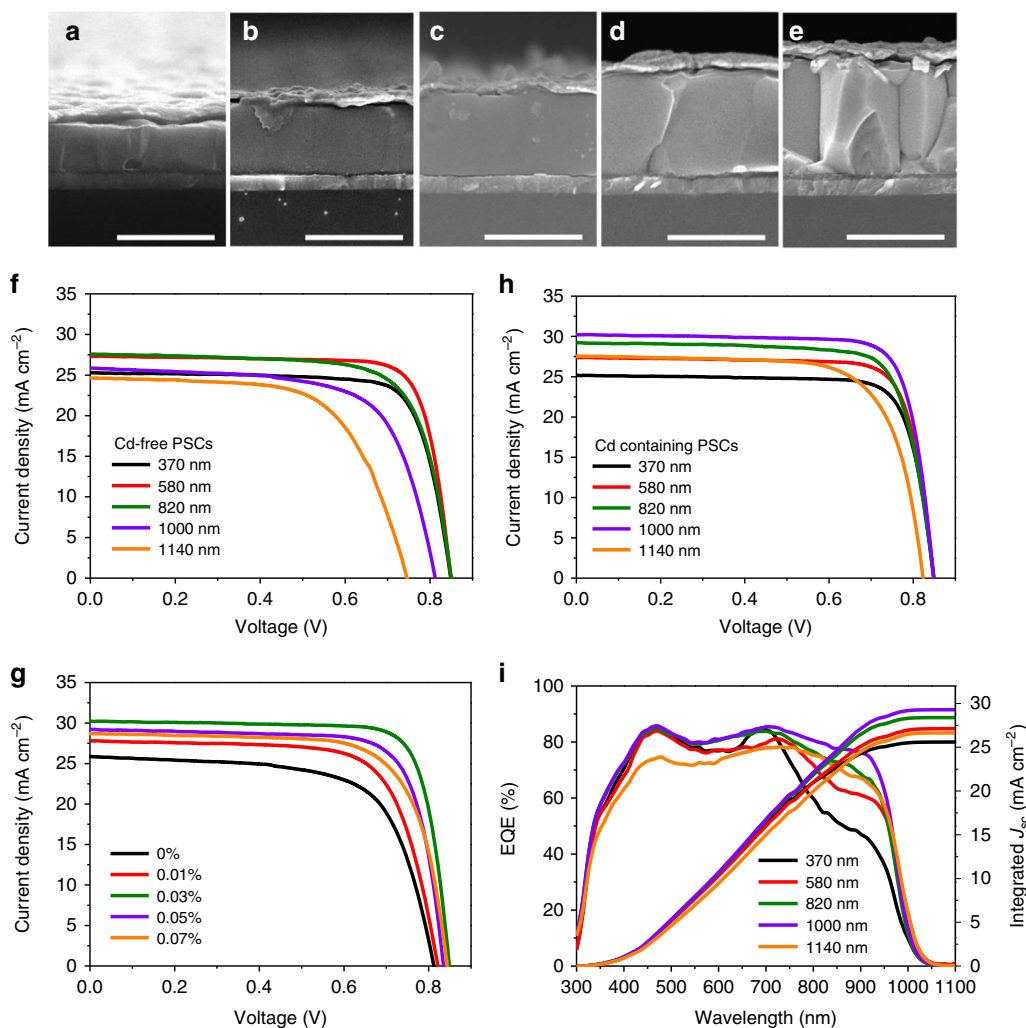 a
b
c
d
e
f
35
30
25
20
15
10
5
0
Current density (mA cm⁻²)
Cd-free PSCs
370 nm
580 nm
820 nm
1000 nm
1140 nm
0.0
0.2
0.4
0.6
0.8
Voltage (V)
h
35
30
25
20
15
10
5
0
Current density (mA cm⁻²)
Cd containing PSCs
370 nm
580 nm
820 nm
1000 nm
1140 nm
0.0
0.2
0.4
0.6
0.8
Voltage (V)
g
35
30
25
20
15
10
5
0
Current density (mA cm⁻²)
0%
0.01%
0.03%
0.05%
0.07%
0.0
0.2
0.4
0.6
0.8
Voltage (V)
i
100
80
60
40
20
0
EQE (%)
370 nm
580 nm
820 nm
1000 nm
1140 nm
30
25
20
15
10
5
0
Integrated JSC (mA cm⁻²)
300
400
500
600
700
800
900
1000
1100
Wavelength (nm)